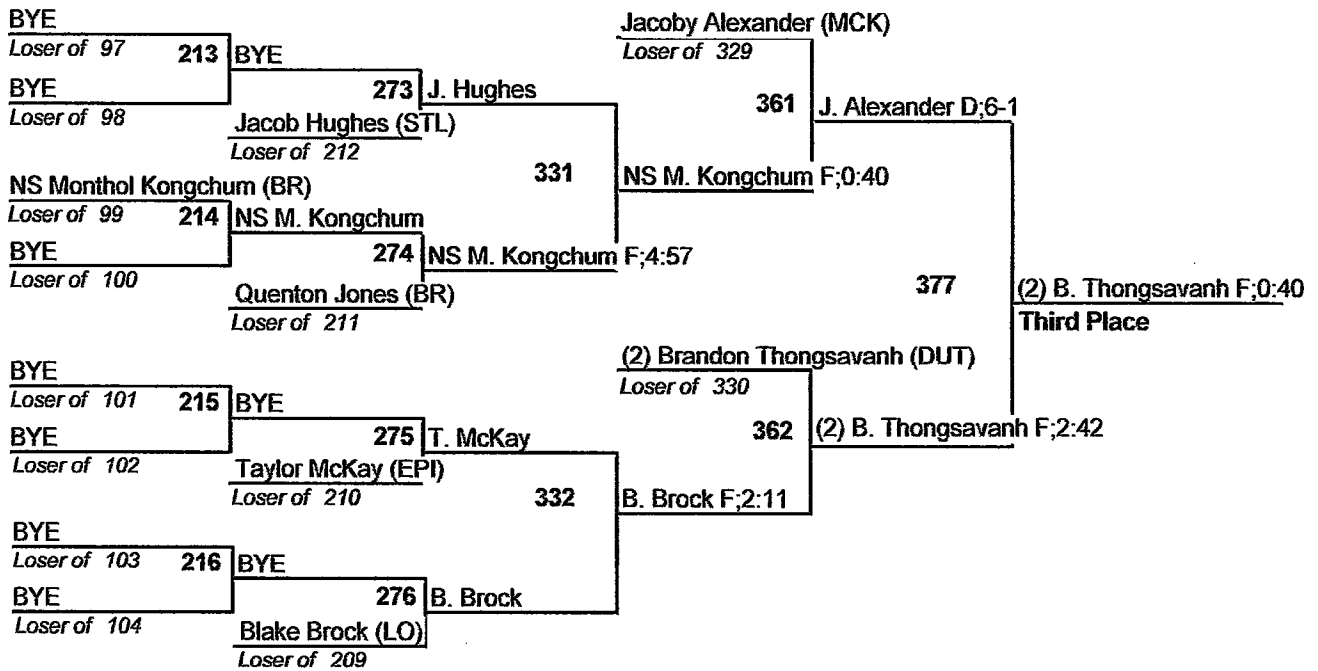 BYE
Loser of 97
213
BYE
Loser of 98
BYE
273
Jacob Hughes (STL)
Loser of 212
J. Hughes
NS Monthol Kongchum (BR)
Loser of 99
214
BYE
Loser of 100
NS M. Kongchum
274
Quenton Jones (BR)
Loser of 211
NS M. Kongchum F;4:57
331
Jacoby Alexander (MCK)
Loser of 329
361
NS M. Kongchum F;0:40
J. Alexander D;6-1
BYE
Loser of 101
215
BYE
Loser of 102
BYE
275
Taylor McKay (EPI)
Loser of 210
T. McKay
BYE
Loser of 103
216
BYE
Loser of 104
BYE
276
Blake Brock (LO)
Loser of 209
B. Brock
332
(2) Brandon Thongsavanh (DUT)
Loser of 330
362
B. Brock F;2:11
(2) B. Thongsavanh F;2:42
377
(2) B. Thongsavanh F;0:40
Third Place